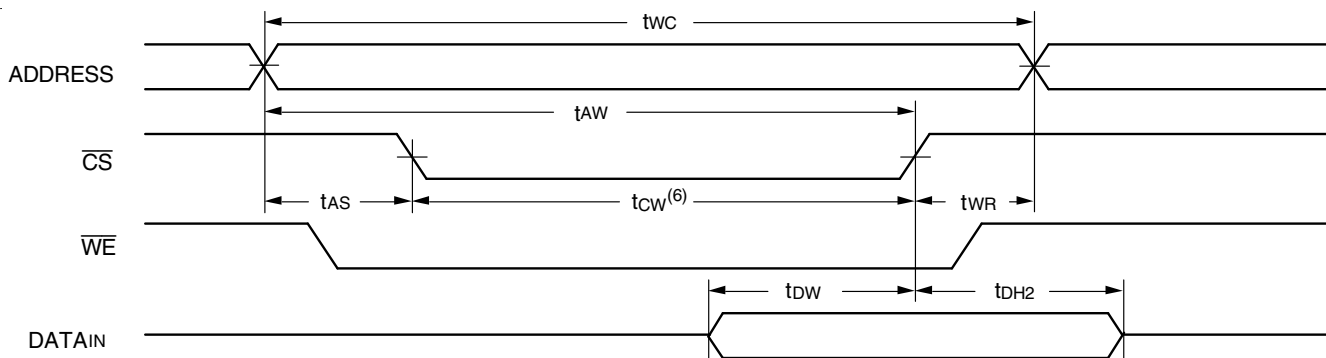 tWC
ADDRESS
tAW
CS
tAS
tCW(6)
tWR
WE
tDW
tDH2
DATAIN